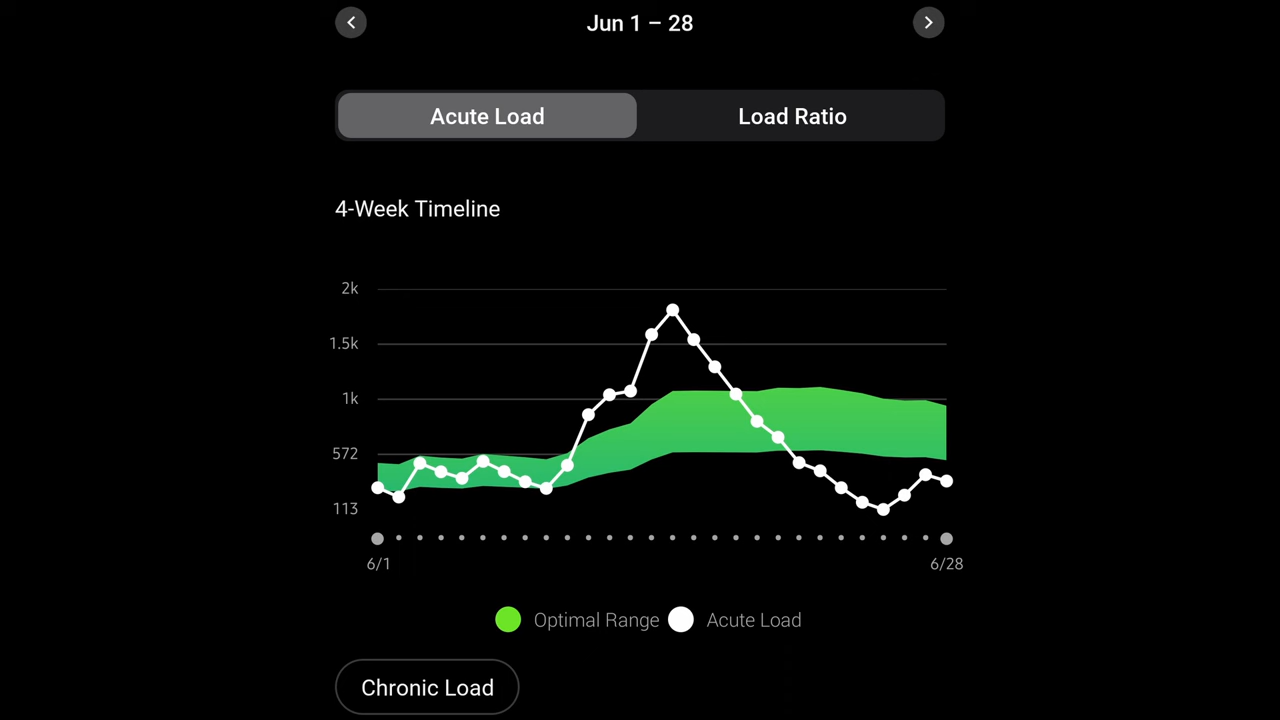 Jun 1 – 28
Acute Load
Load Ratio
4-Week Timeline
2k
1.5k
1k
572
113
6/1
6/28
Optimal Range
Acute Load
Chronic Load